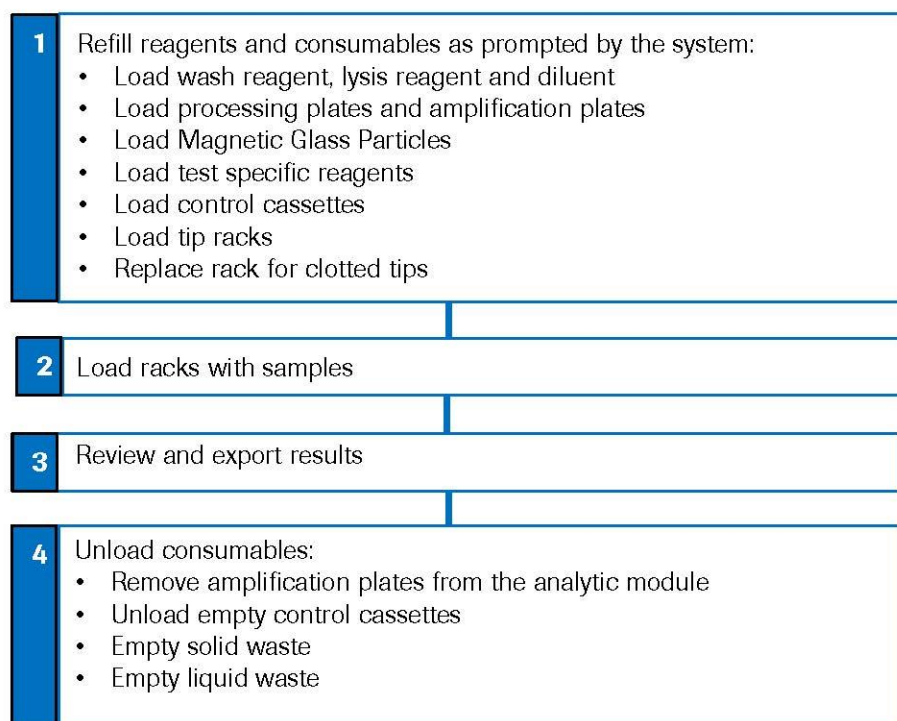 1 Refill reagents and consumables as prompted by the system:
• Load wash reagent, lysis reagent and diluent
• Load processing plates and amplification plates
• Load Magnetic Glass Particles
• Load test specific reagents
• Load control cassettes
• Load tip racks
• Replace rack for clotted tips
2 Load racks with samples
3 Review and export results
4 Unload consumables:
• Remove amplification plates from the analytic module
• Unload empty control cassettes
• Empty solid waste
• Empty liquid waste